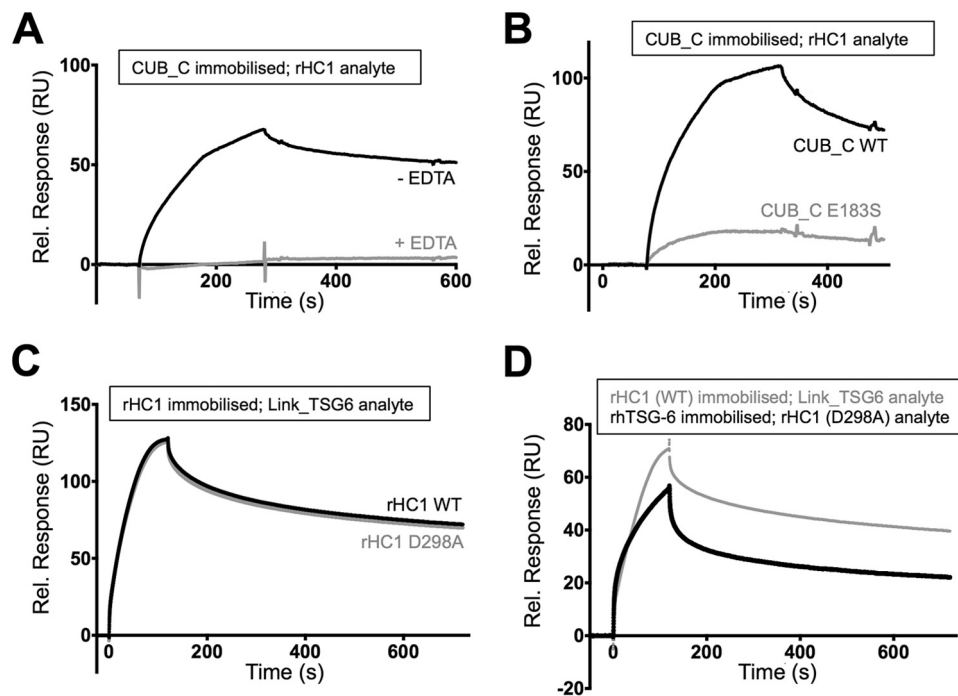 A
CUB_C immobilised; rHC1 analyte
Rel. Response (RU)
100
50
0
200
400
600
Time (s)
- EDTA
+ EDTA
B
CUB_C immobilised; rHC1 analyte
Rel. Response (RU)
100
50
0
0
200
400
Time (s)
CUB_C WT
CUB_C E183S
C
rHC1 immobilised; Link_TSG6 analyte
Rel. Response (RU)
150
100
50
0
0
200
400
600
Time (s)
rHC1 WT
rHC1 D298A
D
rHC1 (WT) immobilised; Link_TSG6 analyte
rhTSG-6 immobilised; rHC1 (D298A) analyte
Rel. Response (RU)
80
60
40
20
0
-20
0
200
400
600
Time (s)